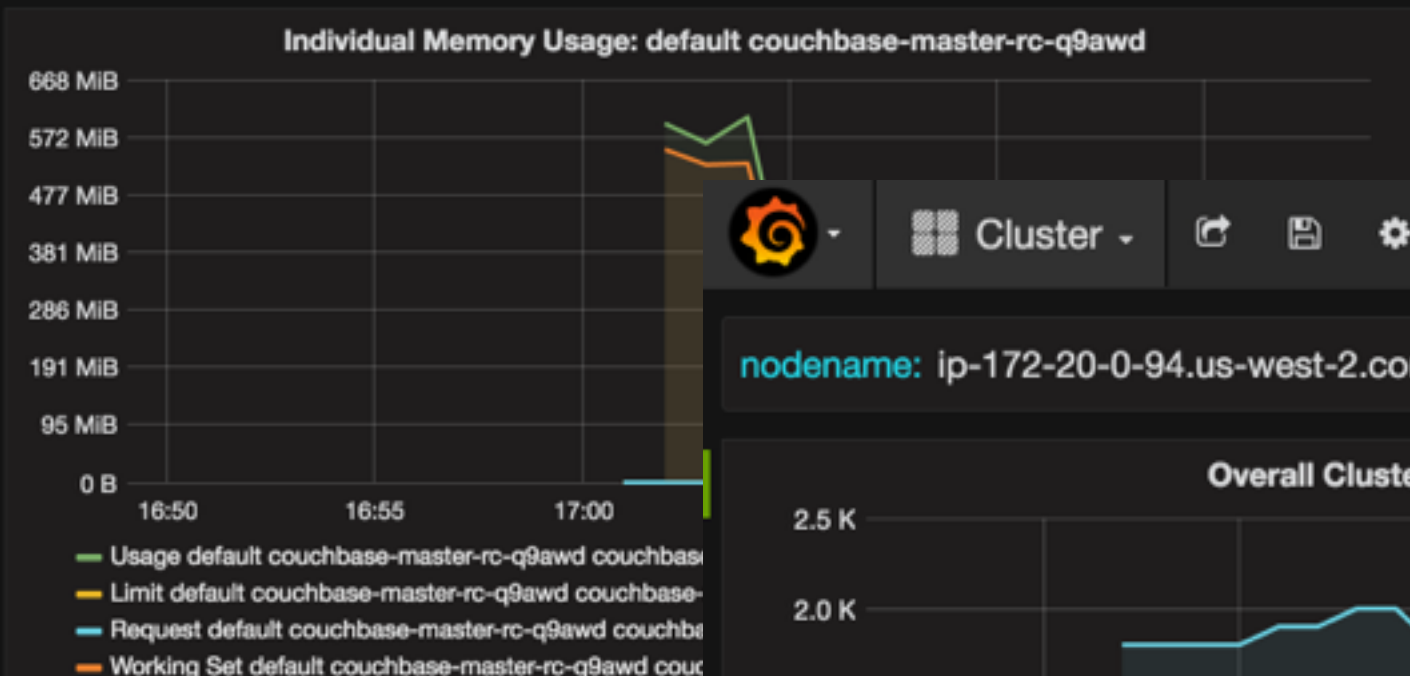 Individual Memory Usage: default couchbase-master-rc-q9awd
668 MiB
572 MiB
477 MiB
381 MiB
286 MiB
191 MiB
95 MiB
0 B
16:50
16:55
17:00
Usage default couchbase-master-rc-q9awd couchbas
Limit default couchbase-master-rc-q9awd couchbase-
Request default couchbase-master-rc-q9awd couchba
Working Set default couchbase-master-rc-q9awd couc
Cluster
nodename: ip-172-20-0-94.us-west-2.co
Overall Cluste
2.5 K
2.0 K